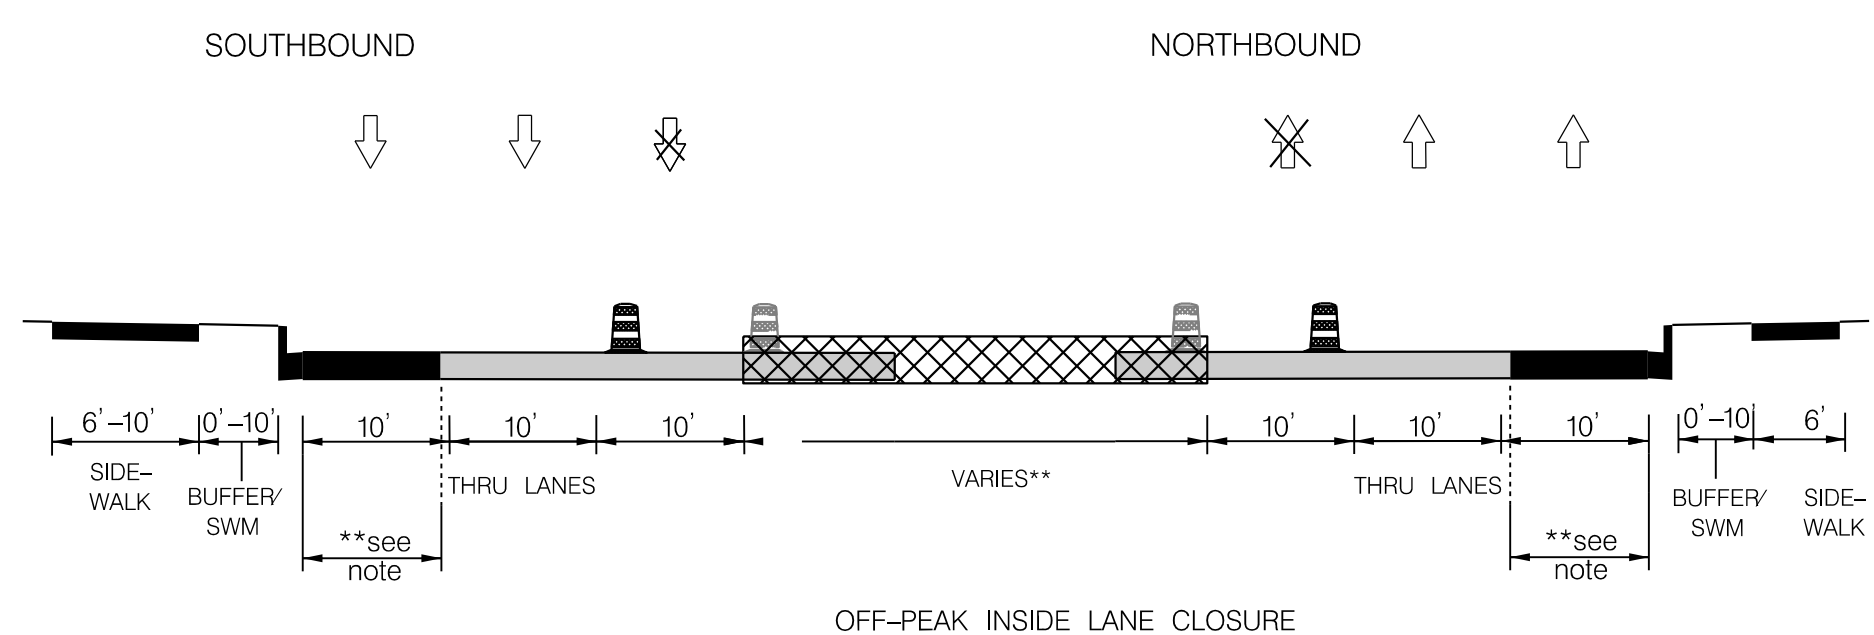 SOUTHBOUND
NORTHBOUND
6'–10'
0'–10'
10'
10'
10'
10'
10'
10'
0'–10'
6'
SIDE–
WALK
BUFFER/
SWM
THRU LANES
VARIES**
THRU LANES
BUFFER/
SWM
SIDE–
WALK
**see
note
**see
note
OFF–PEAK INSIDE LANE CLOSURE